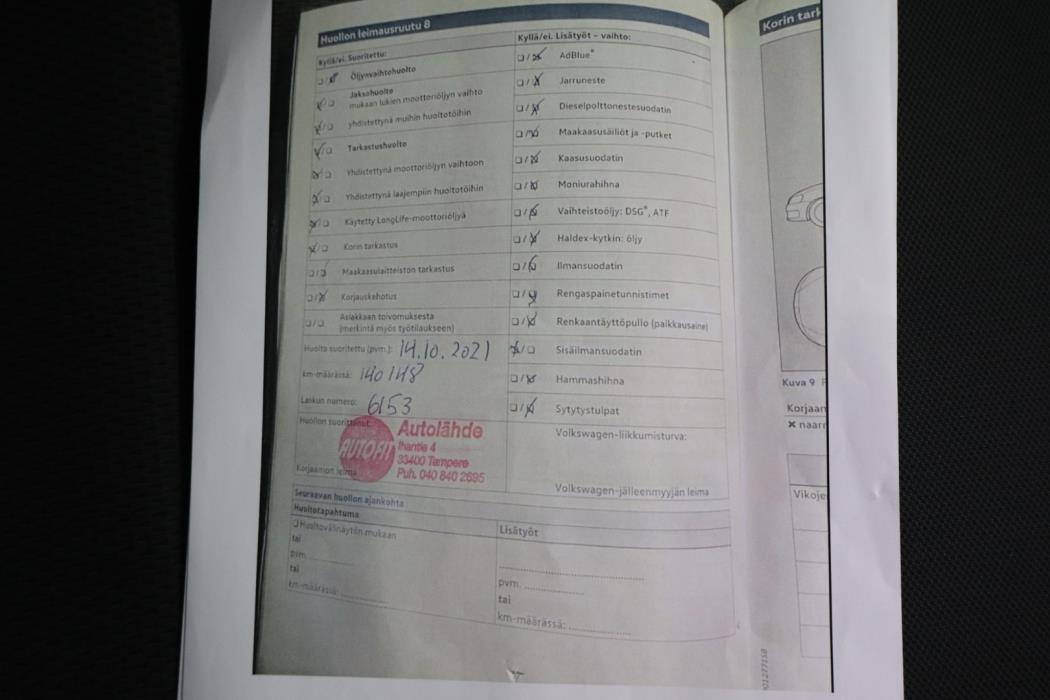 Huollon leimausruutu 8
Kyllä/ei. Suoritettu:
Öljynvaihtohuolto
Jaksohuolto
mukaan lukien moottoriöljyn vaihto
yhdistettynä muihin huoltotöihin
Tarkastushuolto
Yhdistettynä moottoriöljyn vaihtoon
Yhdistettynä laajempiin huoltotöihin
Käytetty LongLife-moottoriöljyä
Korin tarkastus
Maakaasulaitteiston tarkastus
Korjauskehotus
Asiakkaan toivomuksesta
(merkintä myös työtilaukseen)
Huolto suoritettu (pvm.): 14.10.2021
km-määrässä: 140148
Laskun numero: 6153
Huollon suorittanut:
AUTOFIT
Autolähde
Ihantie 4
33400 Tampere
Puh. 040 840 2695
Korjaamon leima
Kyllä/ei. Lisätyöt – vaihto:
AdBlue®
Jarruneste
Dieselpolttonestesuodatin
Maakaasusäiliöt ja -putket
Kaasusuodatin
Moniurahihna
Vaihteistoöljy: DSG®, ATF
Haldex-kytkin: öljy
Ilmansuodatin
Rengaspainetunnistimet
Renkaantäyttöpullo (paikkausaine)
Sisäilmansuodatin
Hammashihna
Sytytystulpat
Volkswagen-liikkumisturva:
Volkswagen-jälleenmyyjän leima
Seuraavan huollon ajankohta
Huoltotapahtuma
Huoltovälinäytön mukaan
tai
pvm.
tai
km-määrässä:
Lisätyöt
pvm.
tai
km-määrässä:
Korin tark
Kuva 9
Korjaan
naarr
Vikoje